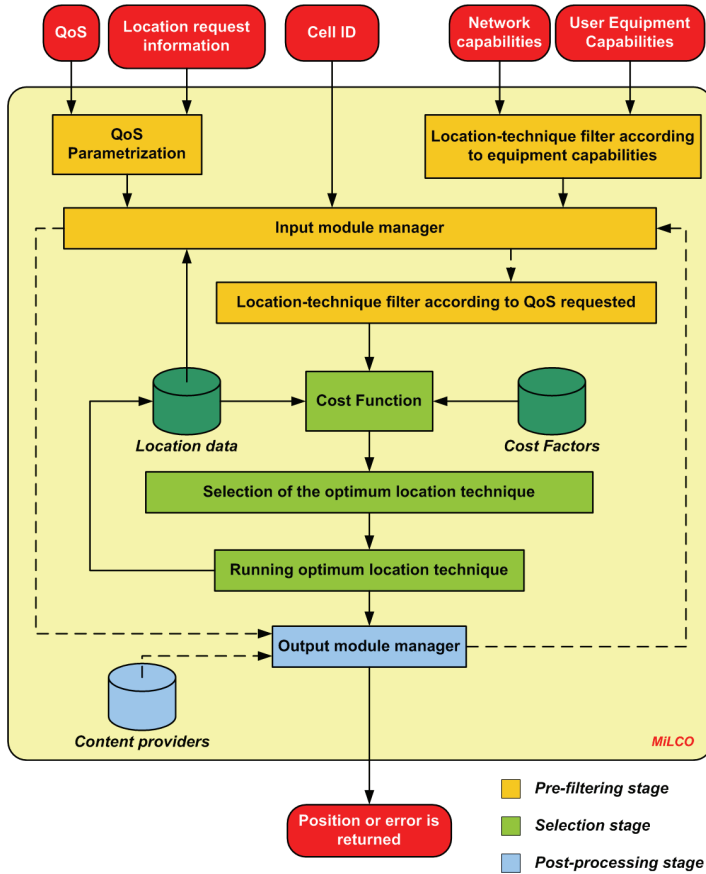 QoS
Location request
information
Cell ID
Network
capabilities
User Equipment
Capabilities
QoS
Parametrization
Location-technique filter according
to equipment capabilities
Input module manager
Location-technique filter according to QoS requested
Cost Function
Location data
Cost Factors
Selection of the optimum location technique
Running optimum location technique
Output module manager
Content providers
MiLCO
Position or error is
returned
Pre-filtering stage
Selection stage
Post-processing stage